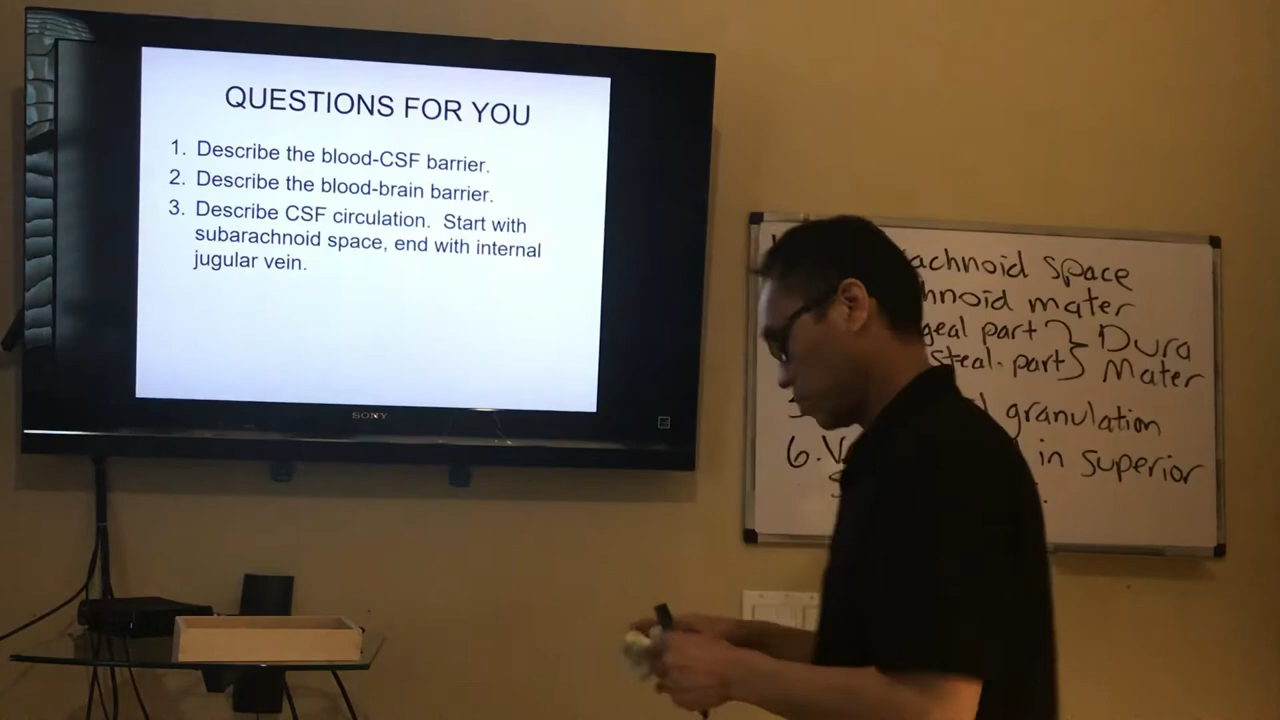 QUESTIONS FOR YOU
1. Describe the blood-CSF barrier.
2. Describe the blood-brain barrier.
3. Describe CSF circulation. Start with
subarachnoid space, end with internal
jugular vein.
SONY
achnoid space
hnoid mater
geal part } Dura
steal part } Mater
granulation
6. in superior